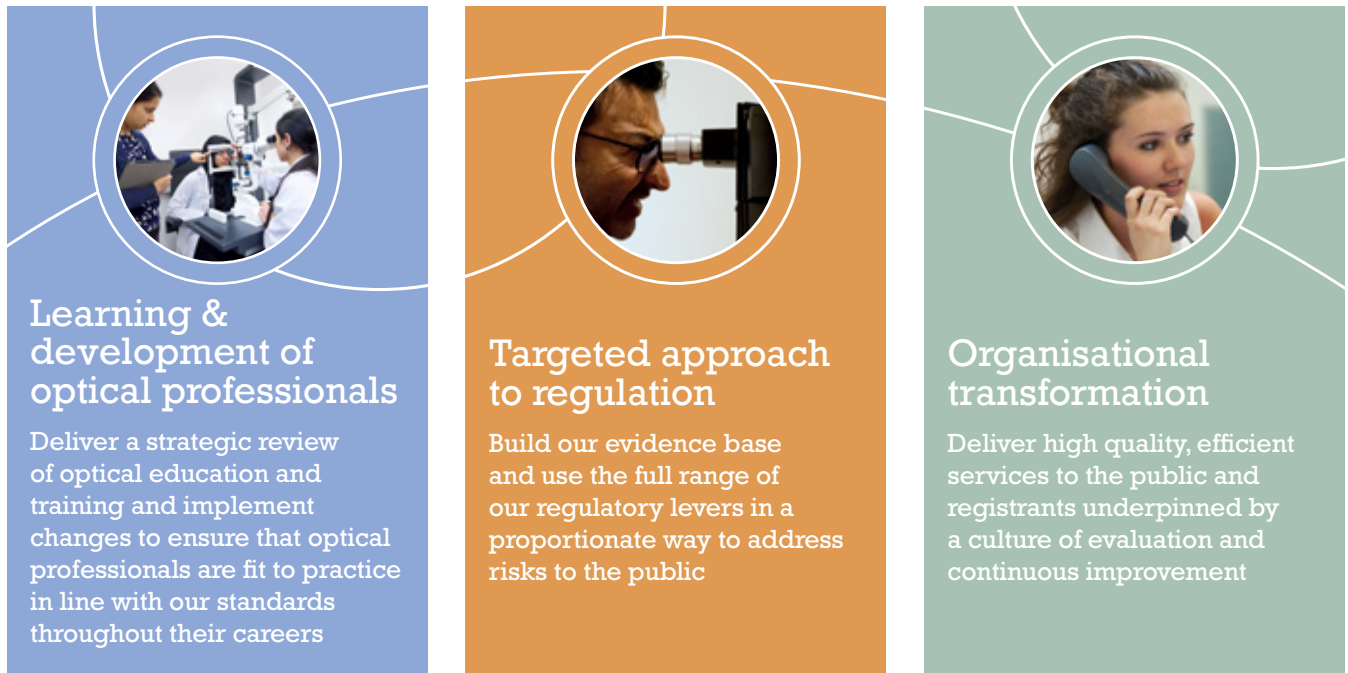 Learning &
development of
optical professionals
Deliver a strategic review
of optical education and
training and implement
changes to ensure that optical
professionals are fit to practice
in line with our standards
throughout their careers
Targeted approach
to regulation
Build our evidence base
and use the full range of
our regulatory levers in a
proportionate way to address
risks to the public
Organisational
transformation
Deliver high quality, efficient
services to the public and
registrants underpinned by
a culture of evaluation and
continuous improvement